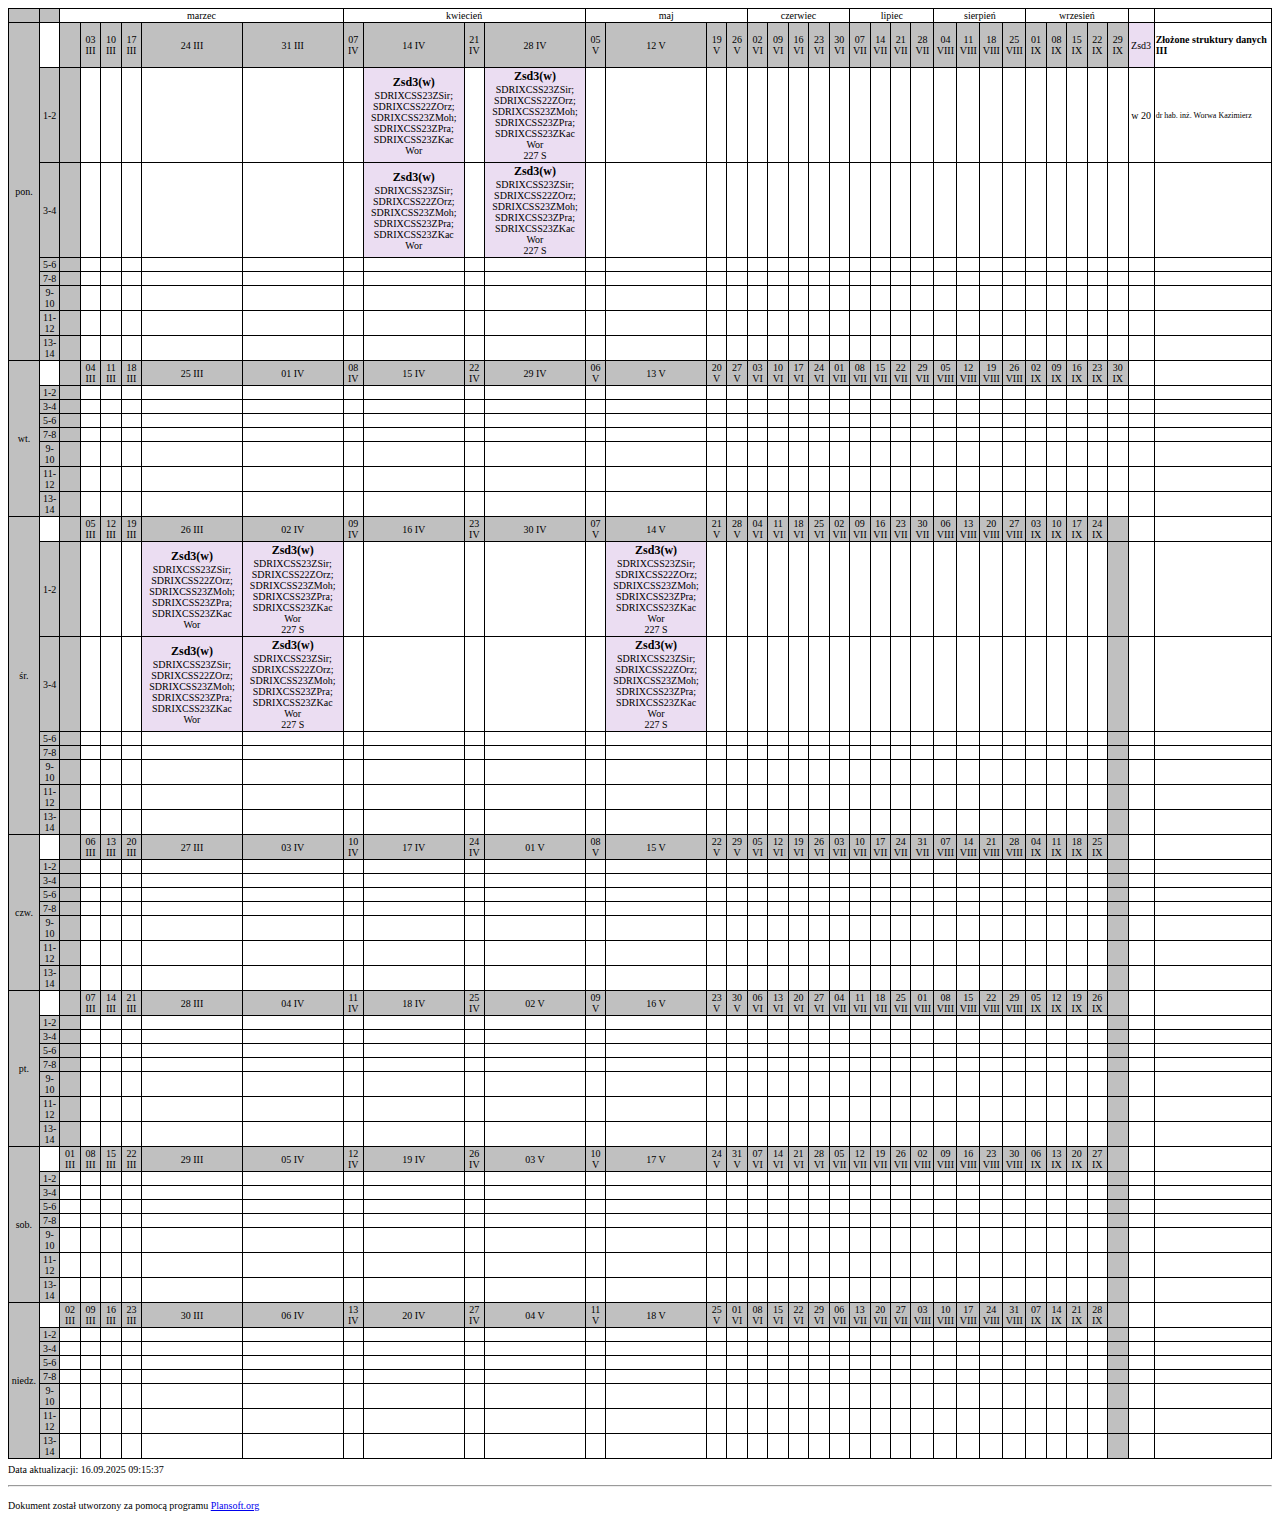 marzec kwiecień maj czerwiec lipiec sierpień wrzesień
pon. 03 III 10 III 17 III 24 III 31 III 07 IV 14 IV 21 IV 28 IV 05 V 12 V 19 V 26 V 02 VI 09 VI 16 VI 23 VI 30 VI 07 VII 14 VII 21 VII 28 VII 04 VIII 11 VIII 18 VIII 25 VIII 01 IX 08 IX 15 IX 22 IX 29 IX Zsd3 Złożone struktury danych III
1-2
Zsd3(w)
SDRIXCSS23ZSir;
SDRIXCSS22ZOrz;
SDRIXCSS23ZMoh;
SDRIXCSS23ZPra;
SDRIXCSS23ZKac
Wor
Zsd3(w)
SDRIXCSS23ZSir;
SDRIXCSS22ZOrz;
SDRIXCSS23ZMoh;
SDRIXCSS23ZPra;
SDRIXCSS23ZKac
Wor
227 S
w 20 dr hab. inż. Worwa Kazimierz
3-4
Zsd3(w)
SDRIXCSS23ZSir;
SDRIXCSS22ZOrz;
SDRIXCSS23ZMoh;
SDRIXCSS23ZPra;
SDRIXCSS23ZKac
Wor
Zsd3(w)
SDRIXCSS23ZSir;
SDRIXCSS22ZOrz;
SDRIXCSS23ZMoh;
SDRIXCSS23ZPra;
SDRIXCSS23ZKac
Wor
227 S
5-6
7-8
9-10
11-12
13-14
wt. 04 III 11 III 18 III 25 III 01 IV 08 IV 15 IV 22 IV 29 IV 06 V 13 V 20 V 27 V 03 VI 10 VI 17 VI 24 VI 01 VII 08 VII 15 VII 22 VII 29 VII 05 VIII 12 VIII 19 VIII 26 VIII 02 IX 09 IX 16 IX 23 IX 30 IX
1-2
3-4
5-6
7-8
9-10
11-12
13-14
śr. 05 III 12 III 19 III 26 III 02 IV 09 IV 16 IV 23 IV 30 IV 07 V 14 V 21 V 28 V 04 VI 11 VI 18 VI 25 VI 02 VII 09 VII 16 VII 23 VII 30 VII 06 VIII 13 VIII 20 VIII 27 VIII 03 IX 10 IX 17 IX 24 IX
1-2
Zsd3(w)
SDRIXCSS23ZSir;
SDRIXCSS22ZOrz;
SDRIXCSS23ZMoh;
SDRIXCSS23ZPra;
SDRIXCSS23ZKac
Wor
Zsd3(w)
SDRIXCSS23ZSir;
SDRIXCSS22ZOrz;
SDRIXCSS23ZMoh;
SDRIXCSS23ZPra;
SDRIXCSS23ZKac
Wor
227 S
Zsd3(w)
SDRIXCSS23ZSir;
SDRIXCSS22ZOrz;
SDRIXCSS23ZMoh;
SDRIXCSS23ZPra;
SDRIXCSS23ZKac
Wor
227 S
3-4
Zsd3(w)
SDRIXCSS23ZSir;
SDRIXCSS22ZOrz;
SDRIXCSS23ZMoh;
SDRIXCSS23ZPra;
SDRIXCSS23ZKac
Wor
Zsd3(w)
SDRIXCSS23ZSir;
SDRIXCSS22ZOrz;
SDRIXCSS23ZMoh;
SDRIXCSS23ZPra;
SDRIXCSS23ZKac
Wor
227 S
Zsd3(w)
SDRIXCSS23ZSir;
SDRIXCSS22ZOrz;
SDRIXCSS23ZMoh;
SDRIXCSS23ZPra;
SDRIXCSS23ZKac
Wor
227 S
5-6
7-8
9-10
11-12
13-14
czw. 06 III 13 III 20 III 27 III 03 IV 10 IV 17 IV 24 IV 01 V 08 V 15 V 22 V 29 V 05 VI 12 VI 19 VI 26 VI 03 VII 10 VII 17 VII 24 VII 31 VII 07 VIII 14 VIII 21 VIII 28 VIII 04 IX 11 IX 18 IX 25 IX
1-2
3-4
5-6
7-8
9-10
11-12
13-14
pt. 07 III 14 III 21 III 28 III 04 IV 11 IV 18 IV 25 IV 02 V 09 V 16 V 23 V 30 V 06 VI 13 VI 20 VI 27 VI 04 VII 11 VII 18 VII 25 VII 01 VIII 08 VIII 15 VIII 22 VIII 29 VIII 05 IX 12 IX 19 IX 26 IX
1-2
3-4
5-6
7-8
9-10
11-12
13-14
sob. 01 III 08 III 15 III 22 III 29 III 05 IV 12 IV 19 IV 26 IV 03 V 10 V 17 V 24 V 31 V 07 VI 14 VI 21 VI 28 VI 05 VII 12 VII 19 VII 26 VII 02 VIII 09 VIII 16 VIII 23 VIII 30 VIII 06 IX 13 IX 20 IX 27 IX
1-2
3-4
5-6
7-8
9-10
11-12
13-14
niedz. 02 III 09 III 16 III 23 III 30 III 06 IV 13 IV 20 IV 27 IV 04 V 11 V 18 V 25 V 01 VI 08 VI 15 VI 22 VI 29 VI 06 VII 13 VII 20 VII 27 VII 03 VIII 10 VIII 17 VIII 24 VIII 31 VIII 07 IX 14 IX 21 IX 28 IX
1-2
3-4
5-6
7-8
9-10
11-12
13-14
Data aktualizacji: 16.09.2025 09:15:37
Dokument został utworzony za pomocą programu Plansoft.org